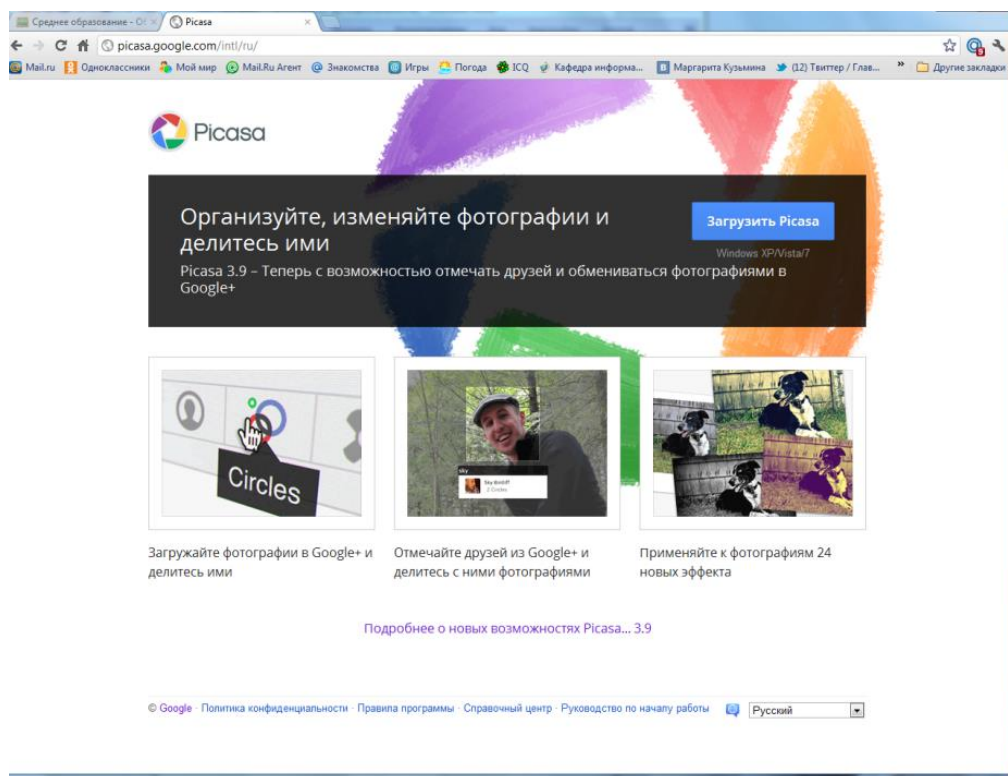 Среднее образование - О
Picasa
picasa.google.com/intl/ru/
Mail.ru Одноклассники Мой мир Mail.Ru Агент Знакомства Игры Погода ICQ Кафедра информа... Маргарита Кузьмина (12) Твиттер / Глав... » Другие закладки
Picasa
Организуйте, изменяйте фотографии и
делитесь ими
Picasa 3.9 – Теперь с возможностью отмечать друзей и обмениваться фотографиями в
Google+
Загрузить Picasa
Windows XP/Vista/7
Circles
sky
2 Circles
Загружайте фотографии в Google+ и
делитесь ими
Отмечайте друзей из Google+ и
делитесь с ними фотографиями
Применяйте к фотографиям 24
новых эффекта
Подробнее о новых возможностях Picasa... 3.9
© Google · Политика конфиденциальности · Правила программы · Справочный центр · Руководство по началу работы
Русский